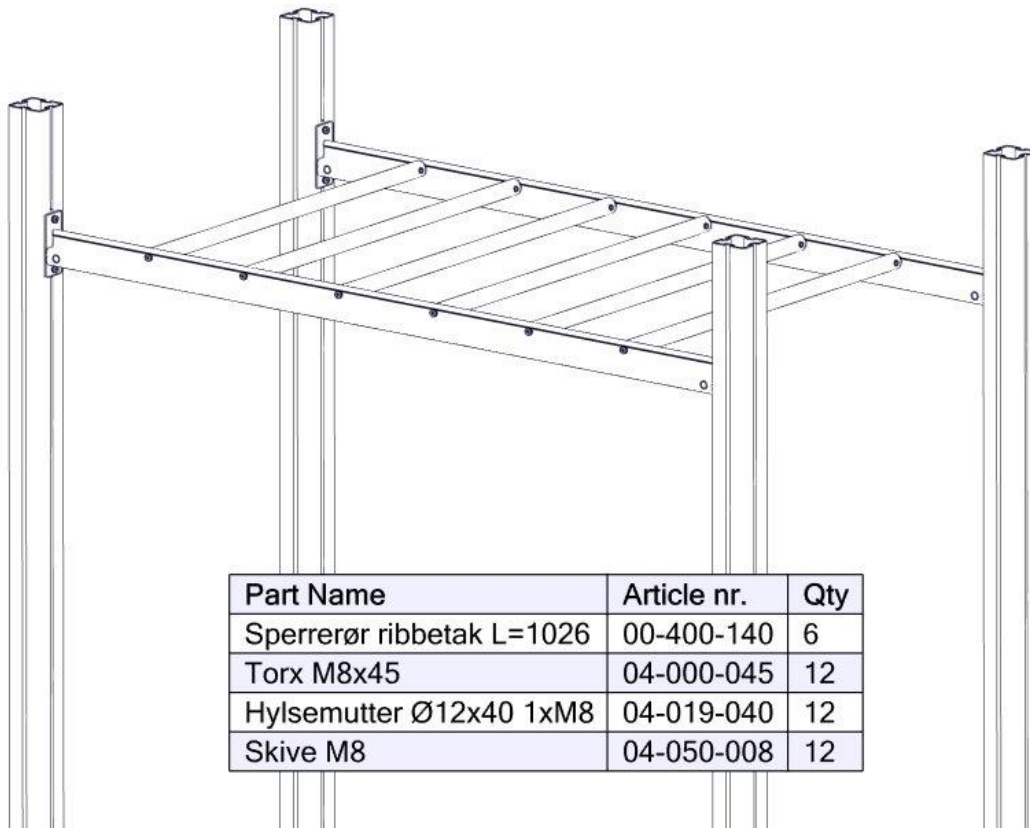 Part Name Article nr. Qty
Sperrerør ribbetak L=1026 00-400-140 6
Torx M8x45 04-000-045 12
Hylsemutter Ø12x40 1xM8 04-019-040 12
Skive M8 04-050-008 12